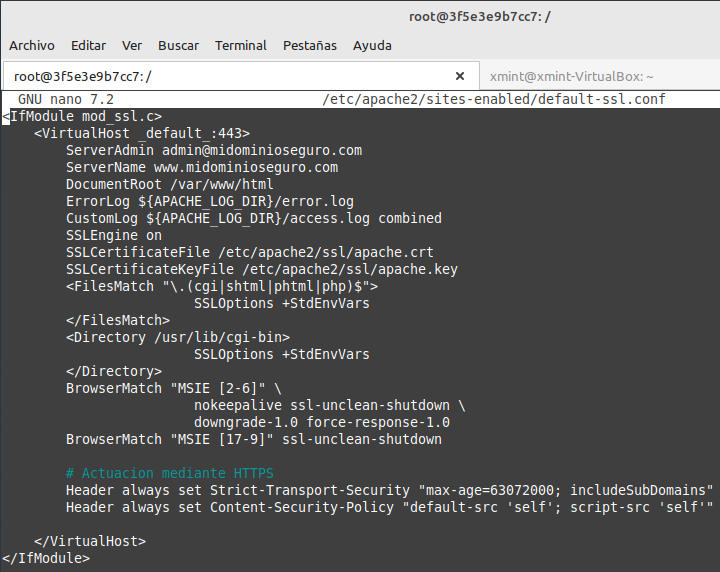 root@3f5e3e9b7cc7: /
Archivo Editar Ver Buscar Terminal Pestañas Ayuda
root@3f5e3e9b7cc7: / × xmint@xmint-VirtualBox: ~
GNU nano 7.2 /etc/apache2/sites-enabled/default-ssl.conf
<IfModule mod_ssl.c>
    <VirtualHost _default_:443>
        ServerAdmin admin@midominioseguro.com
        ServerName www.midominioseguro.com
        DocumentRoot /var/www/html
        ErrorLog ${APACHE_LOG_DIR}/error.log
        CustomLog ${APACHE_LOG_DIR}/access.log combined
        SSLEngine on
        SSLCertificateFile /etc/apache2/ssl/apache.crt
        SSLCertificateKeyFile /etc/apache2/ssl/apache.key
        <FilesMatch "\.(cgi|shtml|phtml|php)$">
                        SSLOptions +StdEnvVars
        </FilesMatch>
        <Directory /usr/lib/cgi-bin>
                        SSLOptions +StdEnvVars
        </Directory>
        BrowserMatch "MSIE [2-6]" \
                        nokeepalive ssl-unclean-shutdown \
                        downgrade-1.0 force-response-1.0
        BrowserMatch "MSIE [17-9]" ssl-unclean-shutdown
        # Actuacion mediante HTTPS
        Header always set Strict-Transport-Security "max-age=63072000; includeSubDomains"
        Header always set Content-Security-Policy "default-src 'self'; script-src 'self'"
    </VirtualHost>
</IfModule>